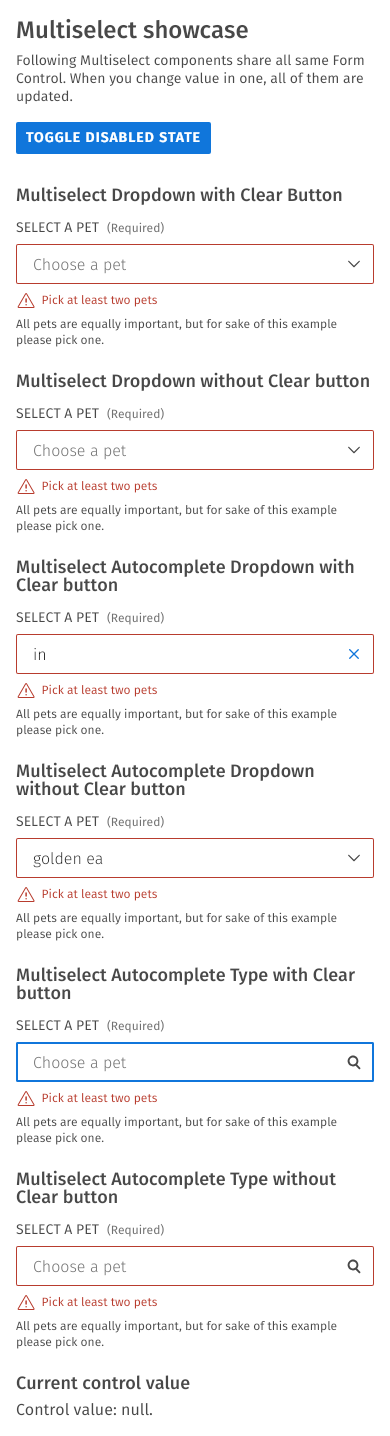 Multiselect showcase
Following Multiselect components share all same Form
Control. When you change value in one, all of them are
updated.
TOGGLE DISABLED STATE
Multiselect Dropdown with Clear Button
SELECT A PET (Required)
Choose a pet
Pick at least two pets
All pets are equally important, but for sake of this example
please pick one.
Multiselect Dropdown without Clear button
SELECT A PET (Required)
Choose a pet
Pick at least two pets
All pets are equally important, but for sake of this example
please pick one.
Multiselect Autocomplete Dropdown with
Clear button
SELECT A PET (Required)
in
Pick at least two pets
All pets are equally important, but for sake of this example
please pick one.
Multiselect Autocomplete Dropdown
without Clear button
SELECT A PET (Required)
golden ea
Pick at least two pets
All pets are equally important, but for sake of this example
please pick one.
Multiselect Autocomplete Type with Clear
button
SELECT A PET (Required)
Choose a pet
Pick at least two pets
All pets are equally important, but for sake of this example
please pick one.
Multiselect Autocomplete Type without
Clear button
SELECT A PET (Required)
Choose a pet
Pick at least two pets
All pets are equally important, but for sake of this example
please pick one.
Current control value
Control value: null.